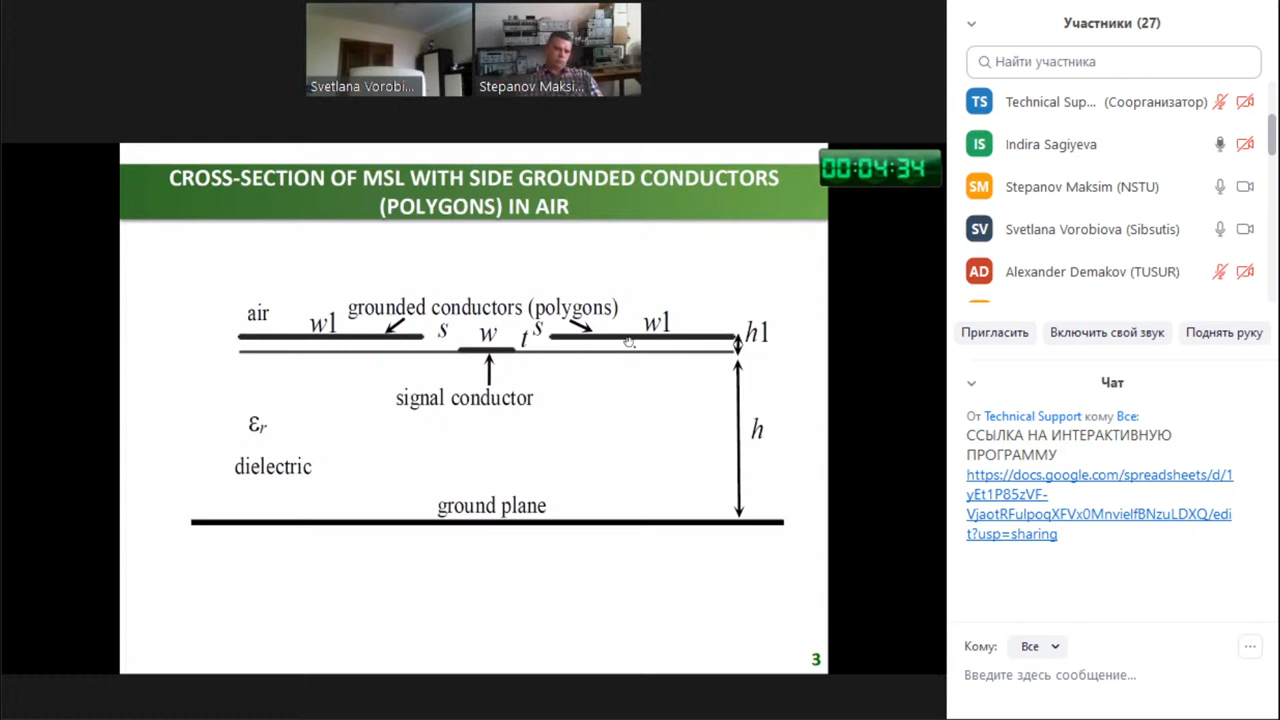 Svetlana Vorobi...
Stepanov Maksi...
00:04:34
CROSS-SECTION OF MSL WITH SIDE GROUNDED CONDUCTORS
(POLYGONS) IN AIR
air
grounded conductors (polygons)
w1
s
w
t
s
w1
h1
signal conductor
εr
h
dielectric
ground plane
3
Участники (27)
Найти участника
TS Technical Sup... (Соорганизатор)
IS Indira Sagiyeva
SM Stepanov Maksim (NSTU)
SV Svetlana Vorobiova (Sibsutis)
AD Alexander Demakov (TUSUR)
Пригласить Включить свой звук Поднять руку
Чат
От Technical Support кому Все:
ССЫЛКА НА ИНТЕРАКТИВНУЮ
ПРОГРАММУ
https://docs.google.com/spreadsheets/d/1
yEt1P85zVF-
VjaotRFulpoqXFVx0MnvielfBNzuLDXQ/edi
t?usp=sharing
Кому: Все
Введите здесь сообщение...